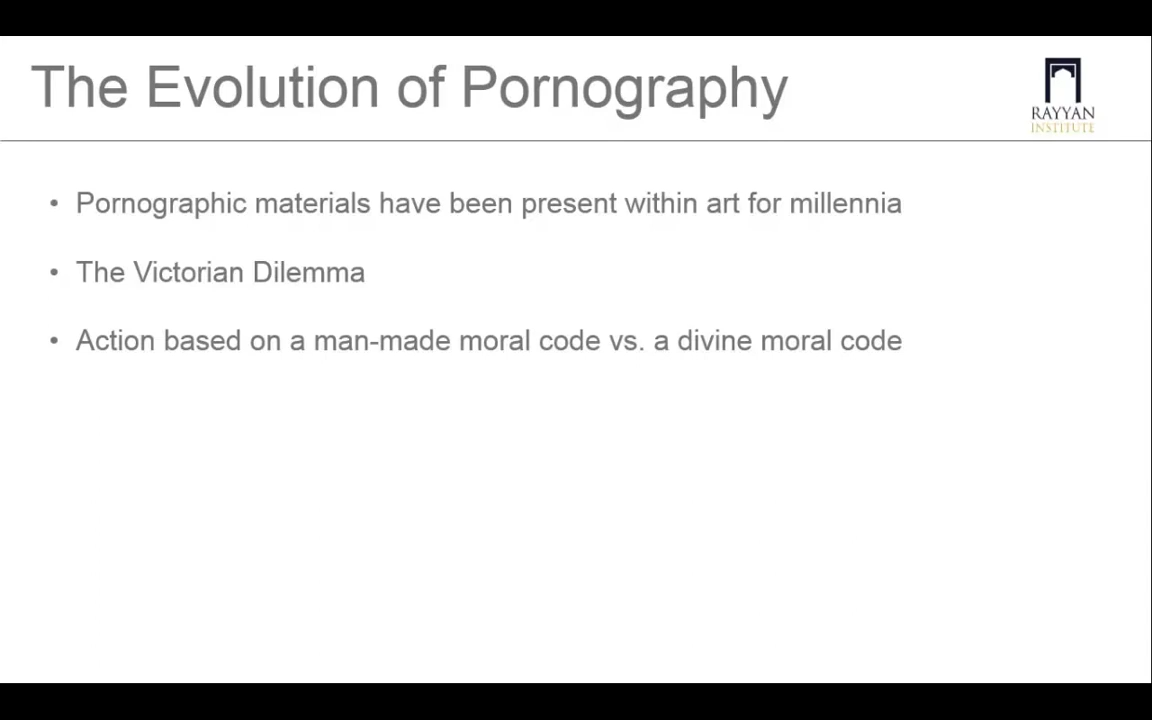 The Evolution of Pornography
RAYYAN
INSTITUTE
• Pornographic materials have been present within art for millennia
• The Victorian Dilemma
• Action based on a man-made moral code vs. a divine moral code